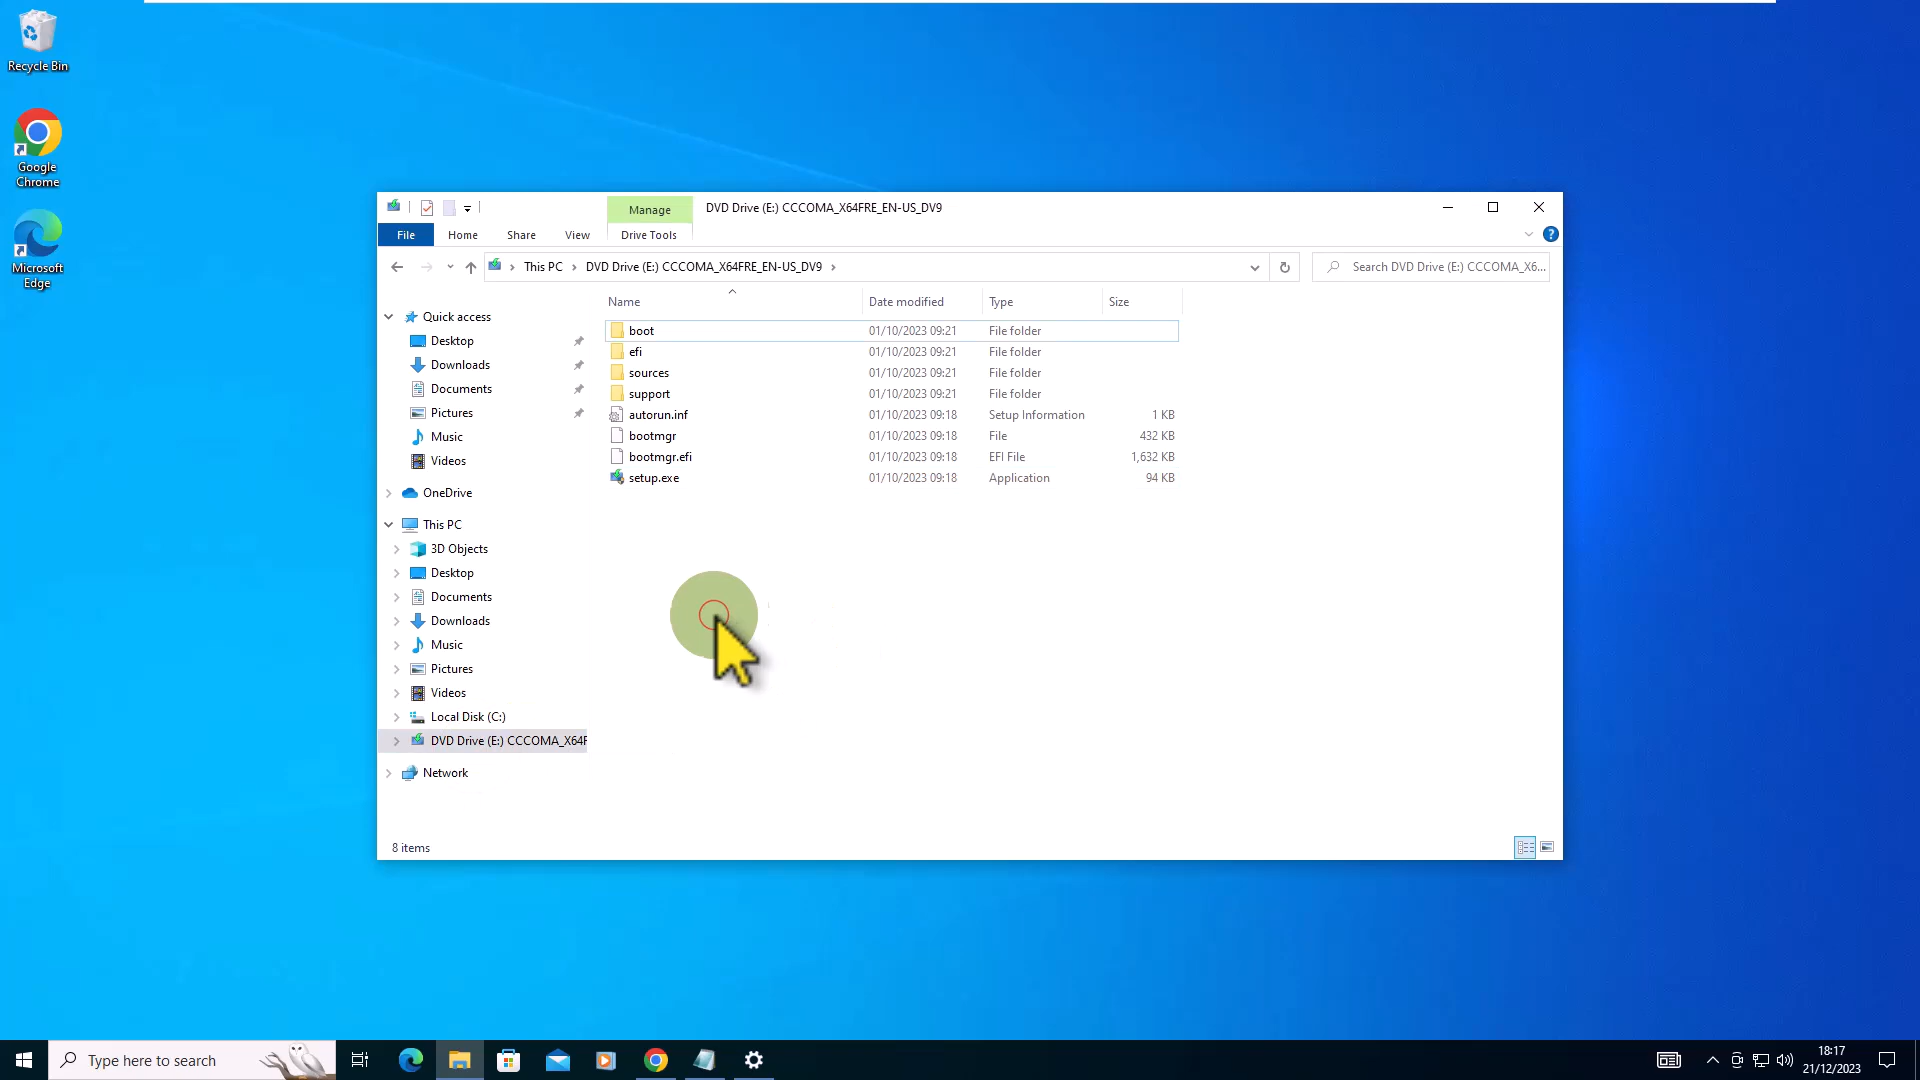 Recycle Bin
Google
Chrome
Microsoft
Edge
Manage
DVD Drive (E:) CCCOMA_X64FRE_EN-US_DV9
File
Home
Share
View
Drive Tools
This PC
DVD Drive (E:) CCCOMA_X64FRE_EN-US_DV9
Search DVD Drive (E:) CCCOMA_X6...
Name Date modified Type Size
Quick access
Desktop
Downloads
Documents
Pictures
Music
Videos
OneDrive
This PC
3D Objects
Desktop
Documents
Downloads
Music
Pictures
Videos
Local Disk (C:)
DVD Drive (E:) CCCOMA_X64F
Network
boot 01/10/2023 09:21 File folder
efi 01/10/2023 09:21 File folder
sources 01/10/2023 09:21 File folder
support 01/10/2023 09:21 File folder
autorun.inf 01/10/2023 09:18 Setup Information 1 KB
bootmgr 01/10/2023 09:18 File 432 KB
bootmgr.efi 01/10/2023 09:18 EFI File 1,632 KB
setup.exe 01/10/2023 09:18 Application 94 KB
8 items
Type here to search
18:17
21/12/2023